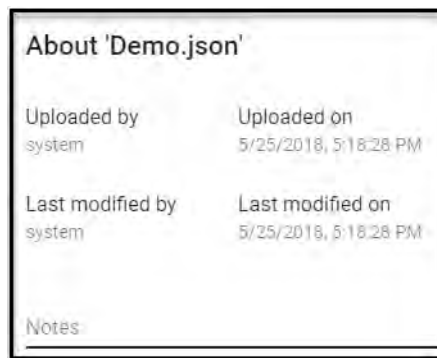 About 'Demo.json'
Uploaded by Uploaded on
system 5/25/2018, 5:18:28 PM
Last modified by Last modified on
system 5/25/2018, 5:18:28 PM
Notes